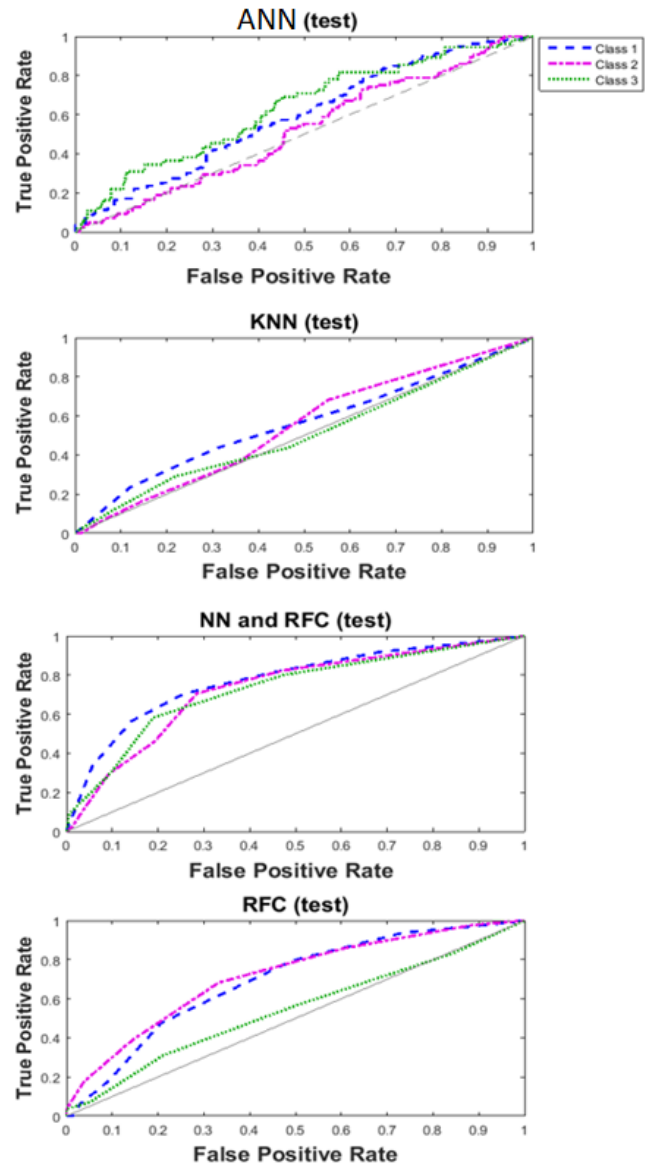 ANN (test)
Class 1
Class 2
Class 3
True Positive Rate
1
0.8
0.6
0.4
0.2
0
0 0.1 0.2 0.3 0.4 0.5 0.6 0.7 0.8 0.9 1
False Positive Rate
KNN (test)
True Positive Rate
1
0.8
0.6
0.4
0.2
0
0 0.1 0.2 0.3 0.4 0.5 0.6 0.7 0.8 0.9 1
False Positive Rate
NN and RFC (test)
True Positive Rate
1
0.8
0.6
0.4
0.2
0
0 0.1 0.2 0.3 0.4 0.5 0.6 0.7 0.8 0.9 1
False Positive Rate
RFC (test)
True Positive Rate
1
0.8
0.6
0.4
0.2
0
0 0.1 0.2 0.3 0.4 0.5 0.6 0.7 0.8 0.9 1
False Positive Rate